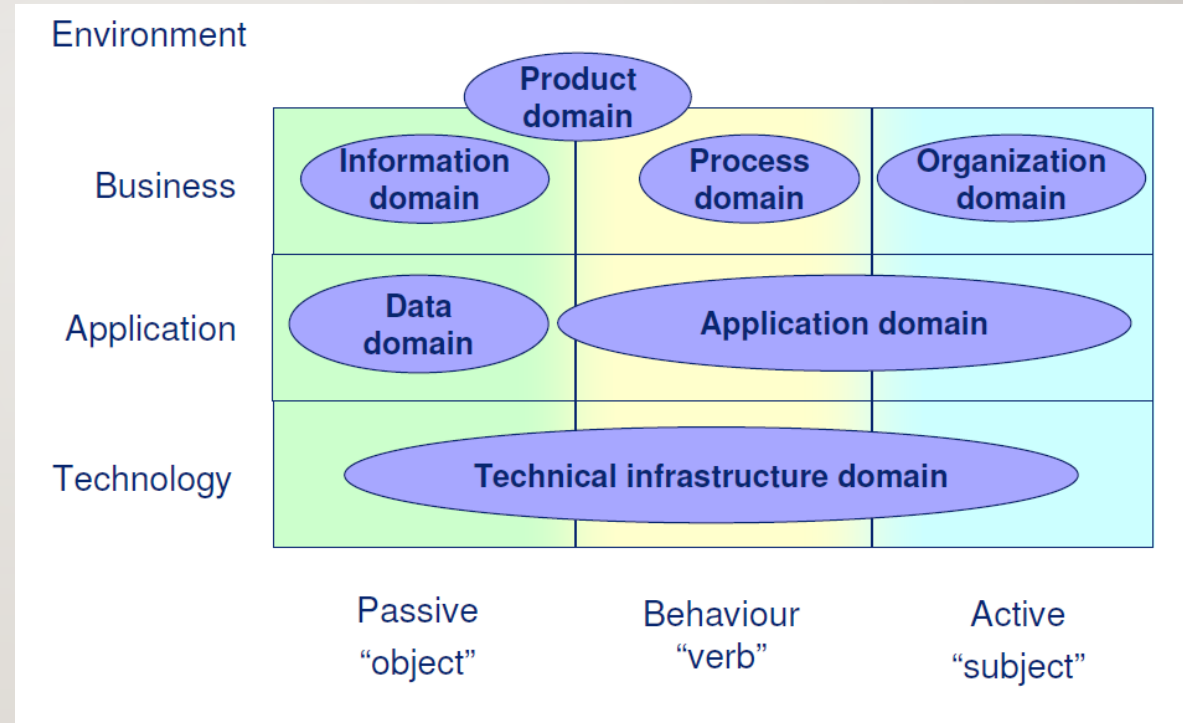 Environment
Product
domain
Business
Information
domain
Process
domain
Organization
domain
Application
Data
domain
Application domain
Technology
Technical infrastructure domain
Passive
“object”
Behaviour
“verb”
Active
“subject”